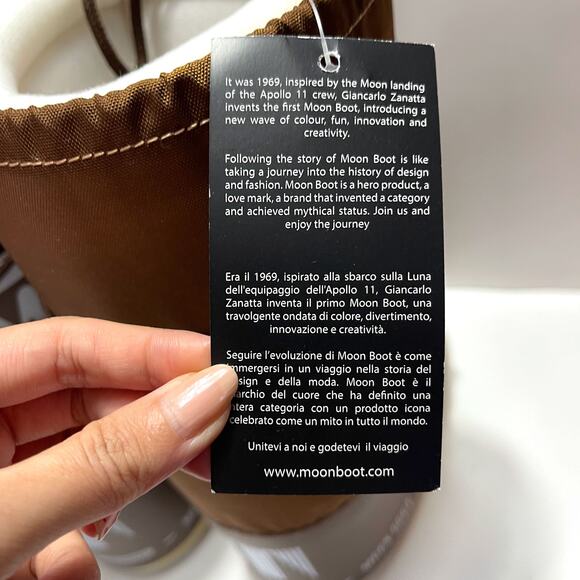 It was 1969, inspired by the Moon landing
of the Apollo 11 crew, Giancarlo Zanatta
invents the first Moon Boot, introducing a
new wave of colour, fun, innovation and
creativity.
Following the story of Moon Boot is like
taking a journey into the history of design
and fashion. Moon Boot is a hero product, a
love mark, a brand that invented a category
and achieved mythical status. Join us and
enjoy the journey
Era il 1969, ispirato alla sbarco sulla Luna
dell'equipaggio dell'Apollo 11, Giancarlo
Zanatta inventa il primo Moon Boot, una
travolgente ondata di colore, divertimento,
innovazione e creatività.
Seguire l'evoluzione di Moon Boot è come
immergersi in un viaggio nella storia del
design e della moda. Moon Boot è il
marchio del cuore che ha definito una
intera categoria con un prodotto icona
celebrato come un mito in tutto il mondo.
Unitevi a noi e godetevi il viaggio
www.moonboot.com